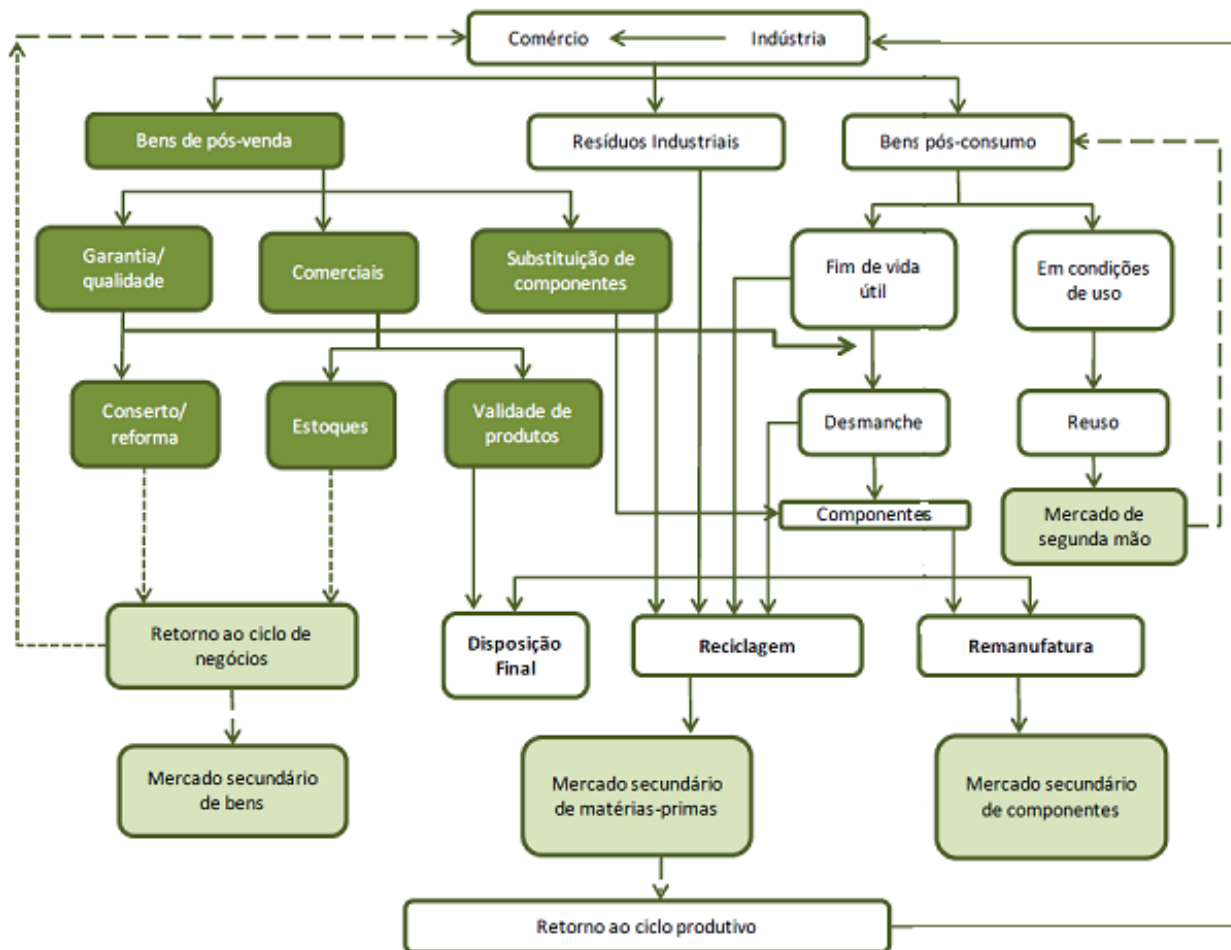 Comércio
Indústria
Bens de pós-venda
Resíduos Industriais
Bens pós-consumo
Garantia/
qualidade
Comerciais
Substituição de
componentes
Fim de vida
útil
Em condições
de uso
Conserto/
reforma
Estoques
Validade de
produtos
Desmanche
Reuso
Componentes
Mercado de
segunda mão
Retorno ao ciclo de
negócios
Disposição
Final
Reciclagem
Remanufatura
Mercado secundário
de bens
Mercado secundário
de matérias-primas
Mercado secundário
de componentes
Retorno ao ciclo produtivo